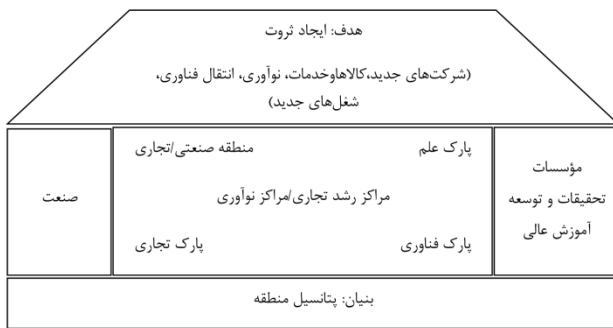 هدف: ایجاد ثروت
(شرکت‌های جدید،کالاهاوخدمات، نوآوری، انتقال فناوری،
شغل‌های جدید)
مؤسسات
تحقیقات و توسعه
آموزش عالی
پارک علم
منطقه صنعتی/تجاری
مراکز رشد تجاری/مراکز نوآوری
پارک فناوری
پارک تجاری
صنعت
بنیان: پتانسیل منطقه